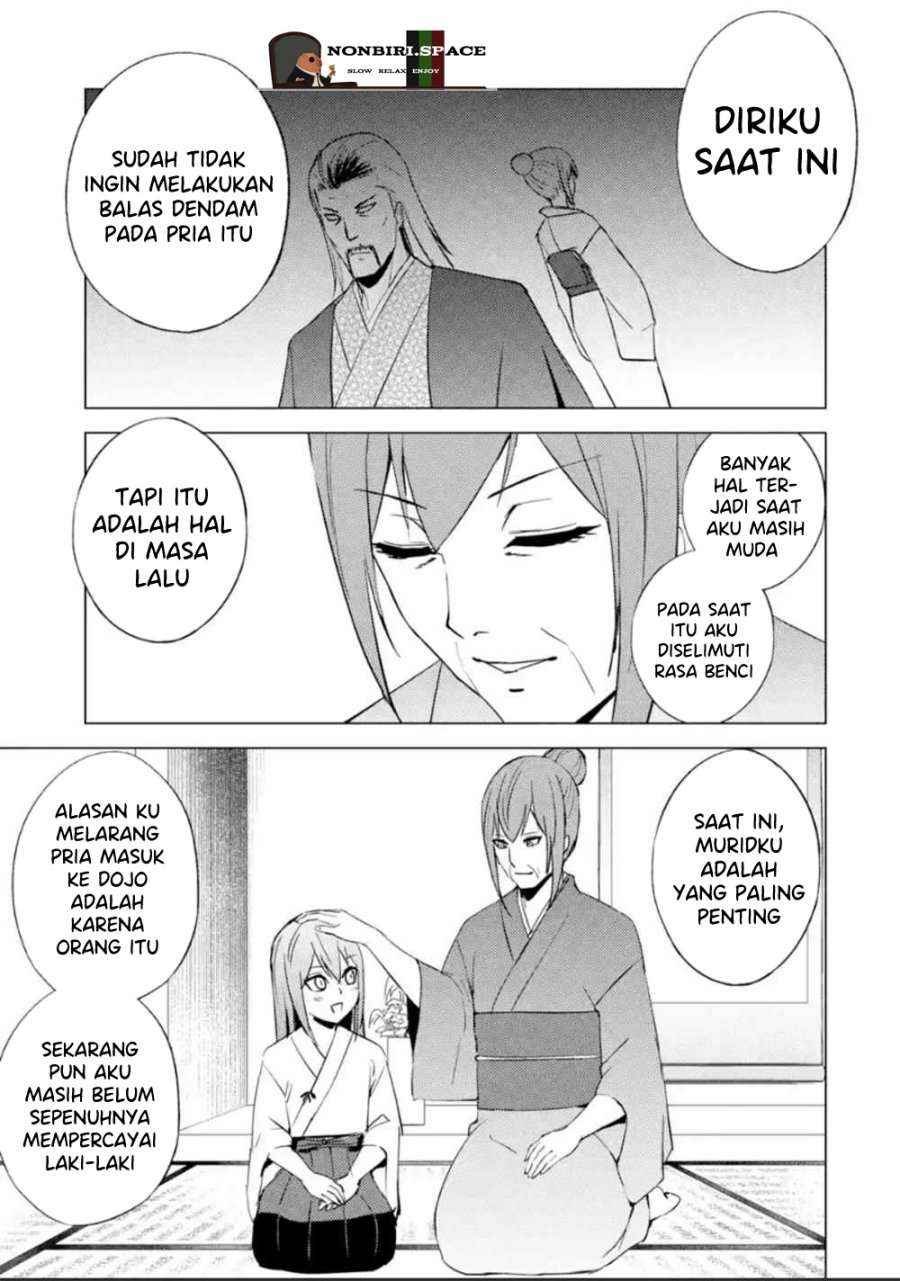 NONBIRI.SPACE
SLOW RELAX ENJOY
DIRIKU
SAAT INI
SUDAH TIDAK
INGIN MELAKUKAN
BALAS DENDAM
PADA PRIA ITU
BANYAK
HAL TER-
JADI SAAT
AKU MASIH
MUDA
PADA SAAT
ITU AKU
DISELIMUTI
RASA BENCI
TAPI ITU
ADALAH HAL
DI MASA
LALU
SAAT INI,
MURIDKU
ADALAH
YANG PALING
PENTING
ALASAN KU
MELARANG
PRIA MASUK
KE DOJO
ADALAH
KARENA
ORANG ITU
SEKARANG
PUN AKU
MASIH BELUM
SEPENUHNYA
MEMPERCAYAI
LAKI-LAKI